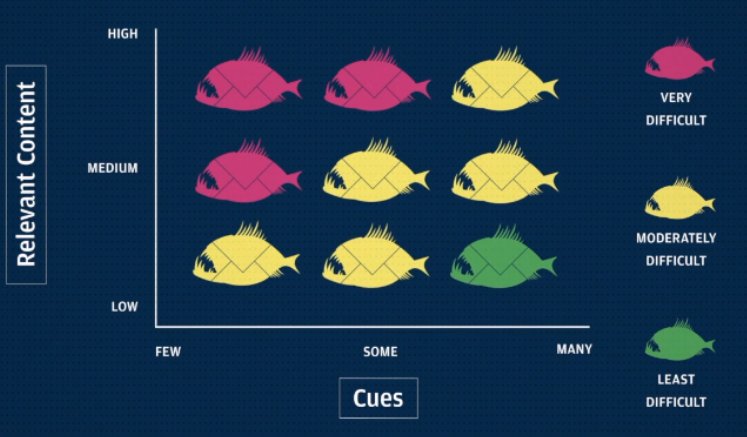 HIGH
MEDIUM
LOW
Relevant Content
FEW
SOME
MANY
Cues
VERY
DIFFICULT
MODERATELY
DIFFICULT
LEAST
DIFFICULT